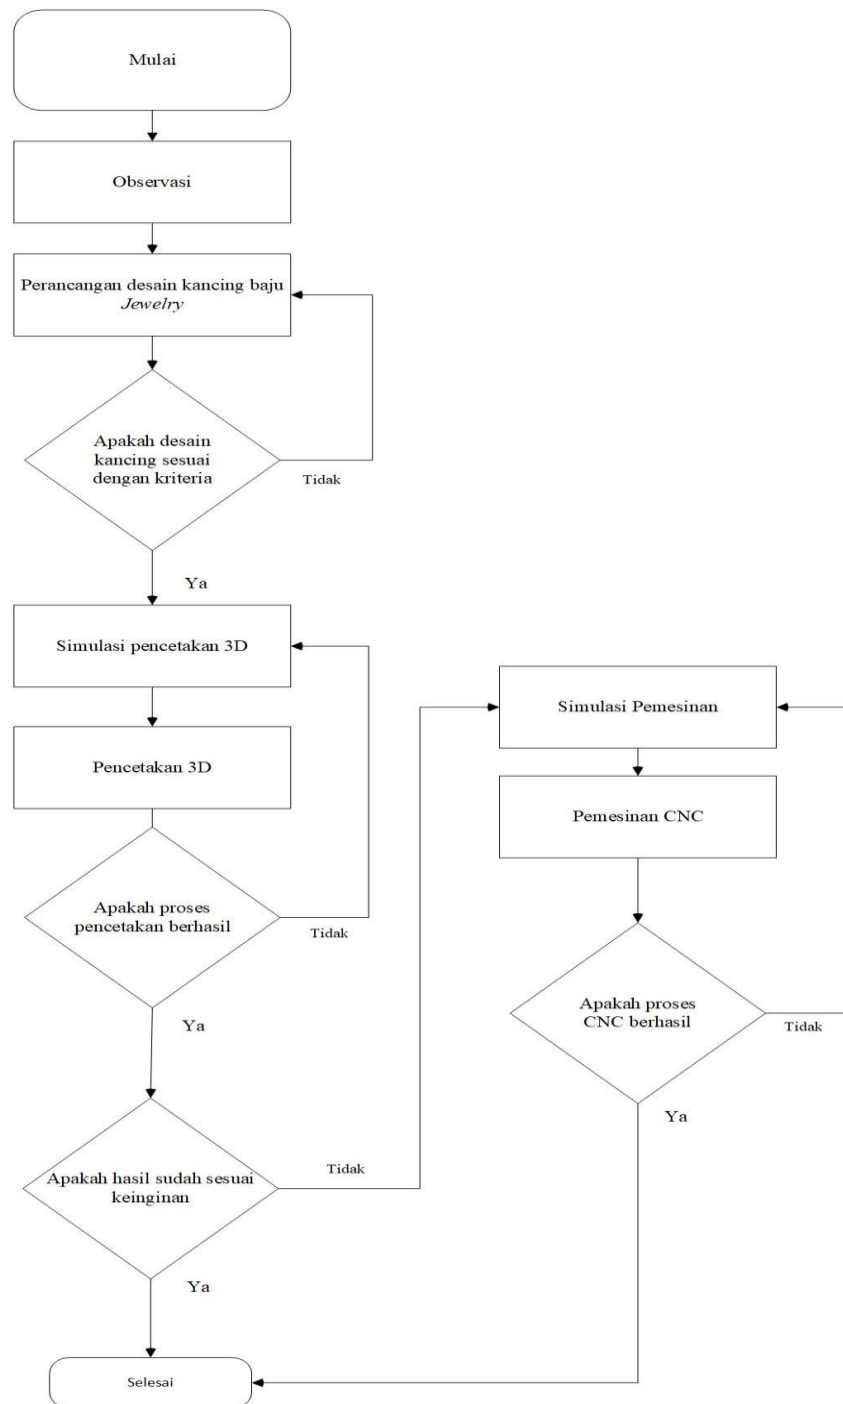 Mulai
Observasi
Perancangan desain kancing baju
Jewelry
Apakah desain
kancing sesuai
dengan kriteria
Tidak
Ya
Simulasi pencetakan 3D
Pencetakan 3D
Apakah proses
pencetakan berhasil
Tidak
Ya
Apakah hasil sudah sesuai
keinginan
Tidak
Ya
Simulasi Pemesinan
Pemesinan CNC
Apakah proses
CNC berhasil
Tidak
Ya
Selesai